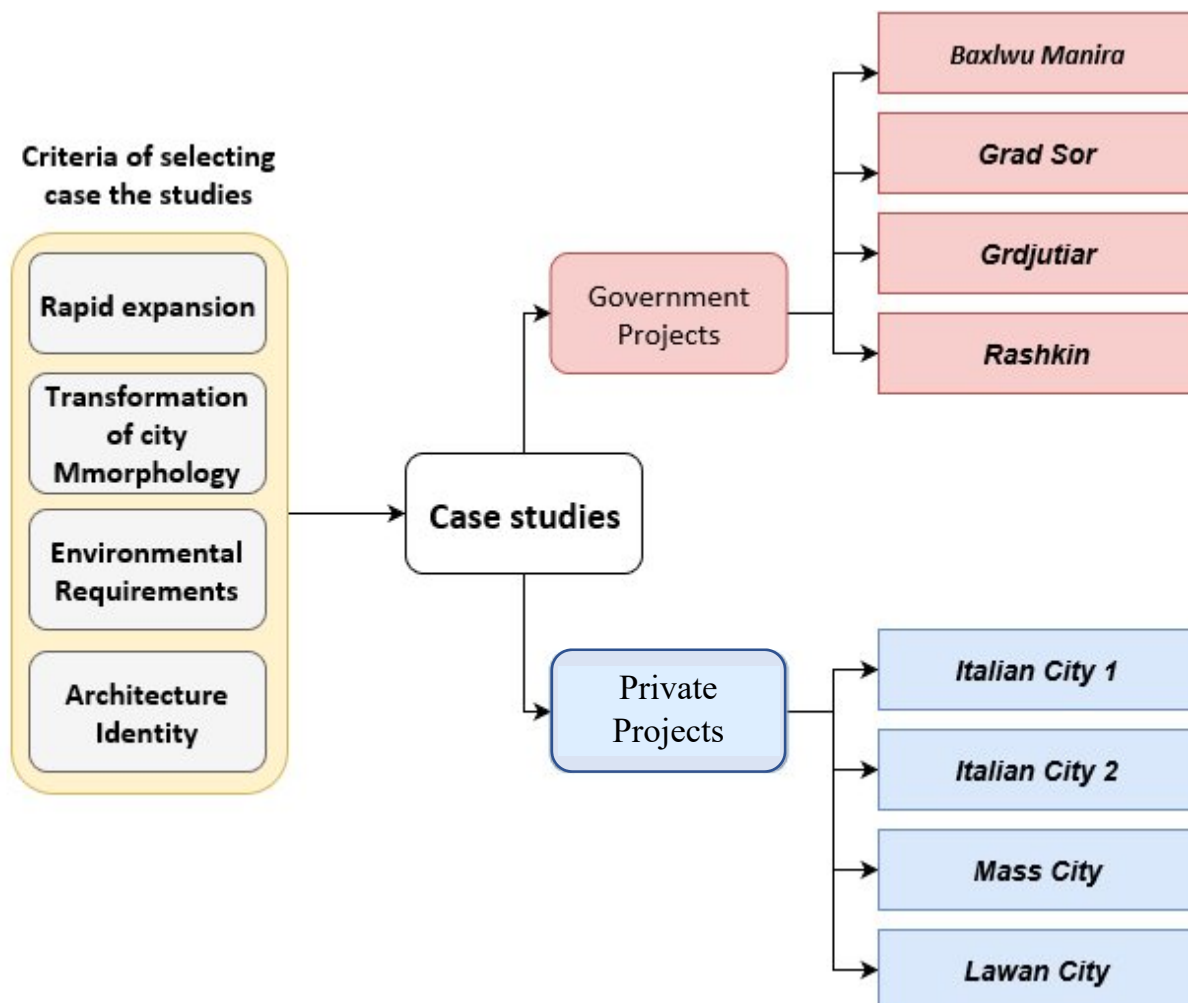 Criteria of selecting
case the studies
Rapid expansion
Transformation
of city
Mmorphology
Environmental
Requirements
Architecture
Identity
Case studies
Government
Projects
Baxlwu Manira
Grad Sor
Grdjutiar
Rashkin
Private
Projects
Italian City 1
Italian City 2
Mass City
Lawan City